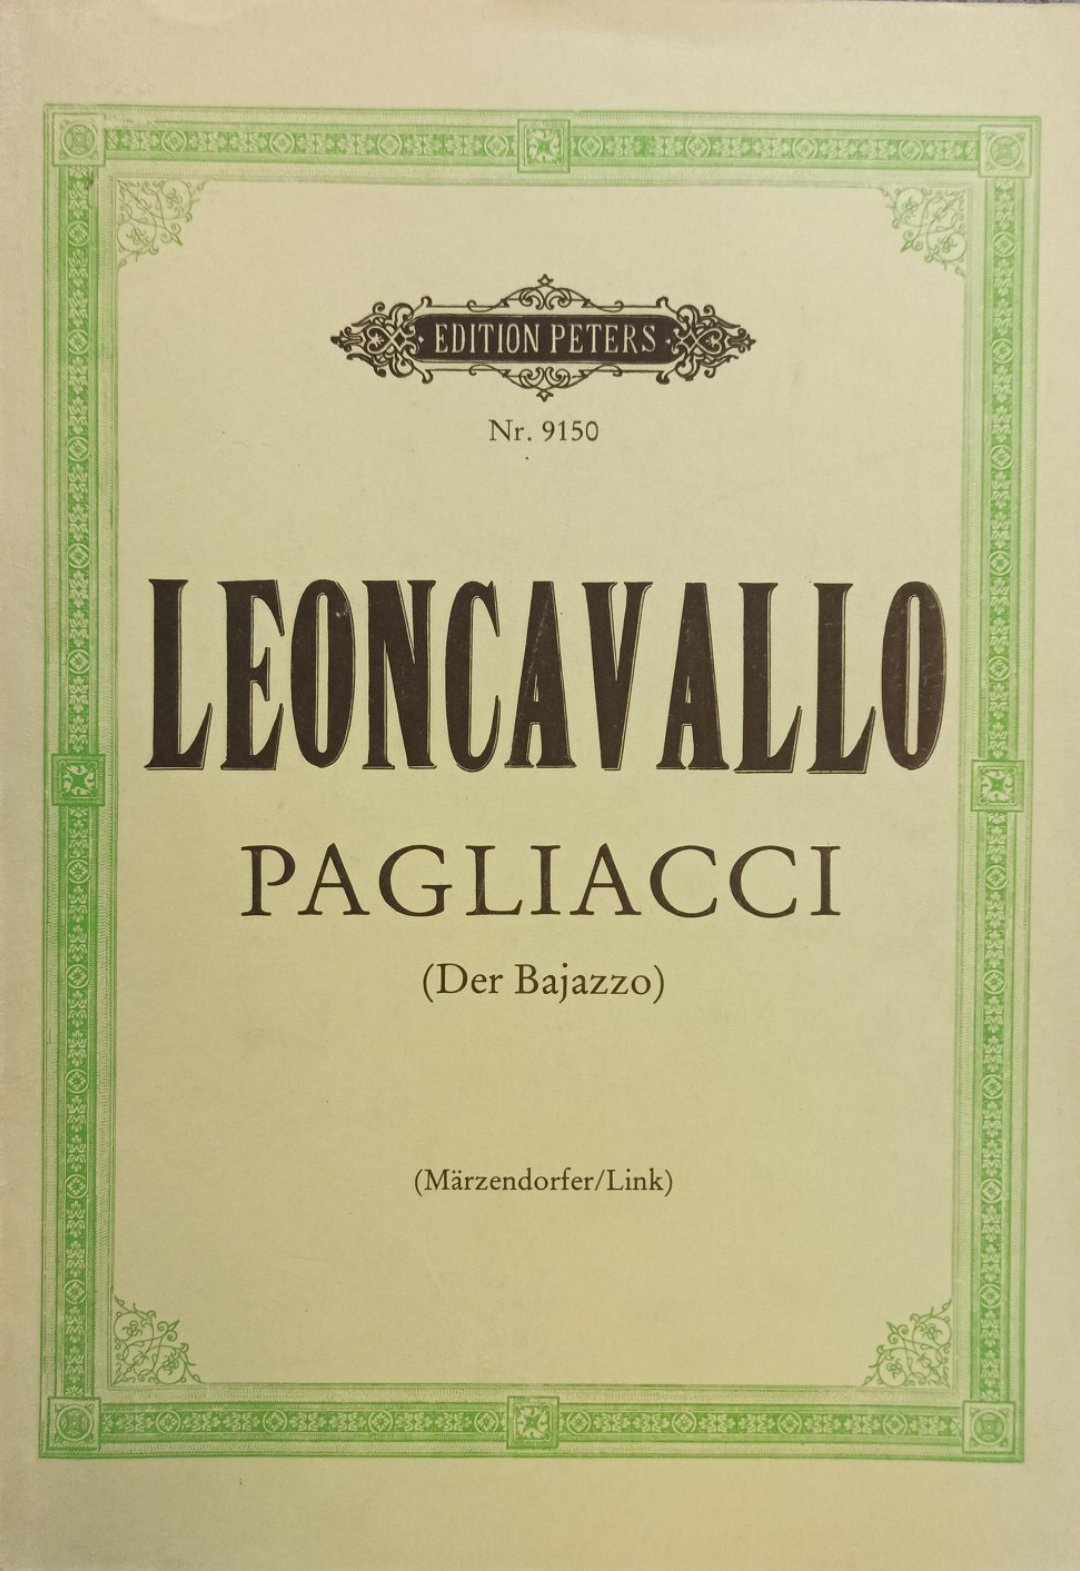 · EDITION PETERS ·
Nr. 9150
LEONCAVALLO
PAGLIACCI
(Der Bajazzo)
(Märzendorfer/Link)